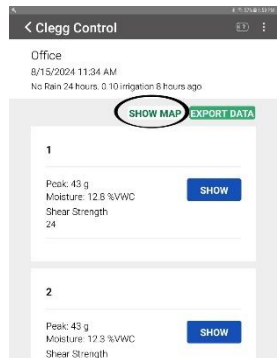 Clegg Control
Office
8/15/2024 11:34 AM
No Rain 24 hours. 0.10 irrigation 8 hours ago
SHOW MAP EXPORT DATA
1
Peak: 43 g
Moisture: 12.8 %VWC
Shear Strength
24
SHOW
2
Peak: 43 g
Moisture: 12.3 %VWC
Shear Strength
SHOW